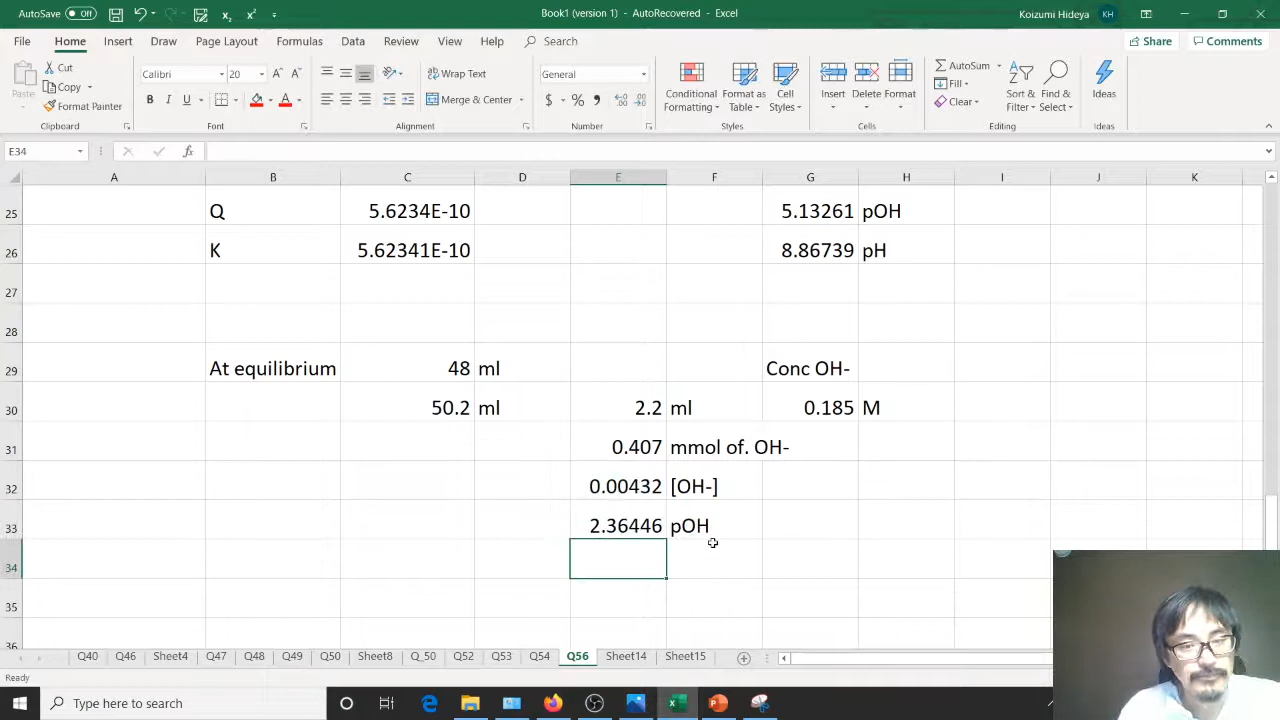 AutoSave Off Book1 (version 1) - AutoRecovered - Excel Koizumi Hideya KH
File Home Insert Draw Page Layout Formulas Data Review View Help Search Share Comments
Paste Cut Copy Format Painter Clipboard
Calibri 20 A A B I U A Font
Wrap Text Merge & Center Alignment
General $ % , Number
Conditional Formatting Format as Table Cell Styles Styles
Insert Delete Format Cells
AutoSum Fill Clear Sort & Filter Find & Select Editing
Ideas Ideas
E34 fx
A B C D E F G H I J K
25 Q 5.6234E-10 5.13261 pOH
26 K 5.62341E-10 8.86739 pH
27
28
29 At equilibrium 48 ml Conc OH-
30 50.2 ml 2.2 ml 0.185 M
31 0.407 mmol of. OH-
32 0.00432 [OH-]
33 2.36446 pOH
34
35
36
Q40 Q46 Sheet4 Q47 Q48 Q49 Q50 Sheet8 Q_50 Q52 Q53 Q54 Q56 Sheet14 Sheet15
Ready
Type here to search